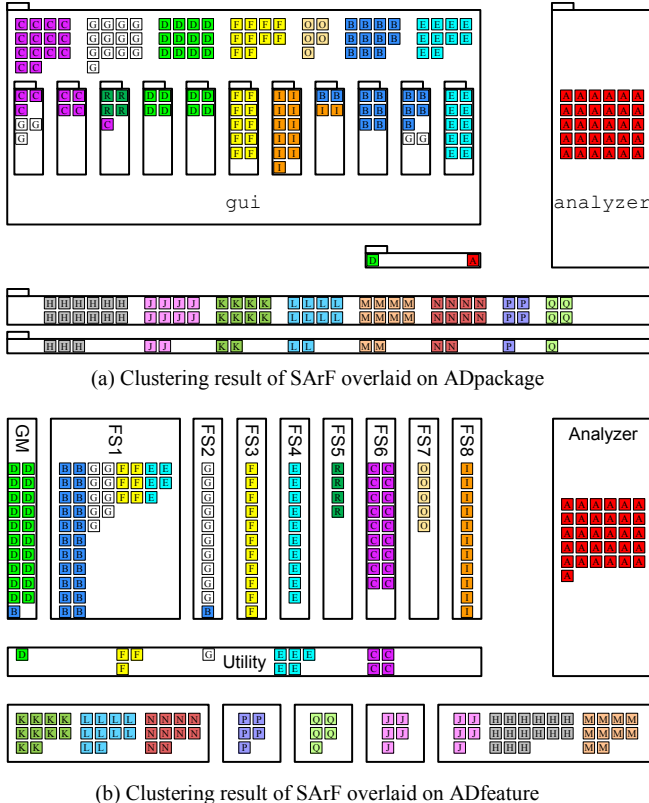 C C C C G G G G D D D D F F F F O O B B B B E E E E
C C C C G G G G D D D D F F F F O O B B B B E E E E
C C C C G G G G D D D D F F O B B B E E
C C G
C C C R R D D D D F F I I B B B B B B E E
C C C R R D D D D F F I I I I B B B B E E
G G C F F I I B B B E E
G F F I I G G E E
F F I I E E
I
gui
analyzer
A A A A A A
A A A A A A
A A A A A A
A A A A A A
A A A A A A
D A
H H H H H H J J J J K K K K L L L L M M M M N N N N P P Q Q
H H H H H H J J J J K K K K L L L L M M M M N N N N P P Q Q
H H H J J K K L L M M N N P Q
(a) Clustering result of SArF overlaid on ADpackage
GM FS1 FS2 FS3 FS4 FS5 FS6 FS7 FS8 Analyzer
D D B B G G F F E E G F E R C C O I
D D B B G G F F E E G F E R C C O I
D D B B G G F F E G F E R C C O I
D D B B G G G F E R C C O I
D D B B G G F E C C O I
D D B B G F E C C I
D D B B G F E C C I
D D B B G F E C C I
D D B B G F E C C I
D D B B G F E I
B B B B F I
A A A A A A
A A A A A A
A A A A A A
A A A A A A
A A A A A A
A
D F F G E E E C C
F Utility E E C C
K K K K L L L L N N N N P P Q Q J J J J H H H H H H M M M M
K K K K L L L L N N N N P P Q Q J J J J H H H H H H M M M M
K K L L N N P Q J J H H H M M
(b) Clustering result of SArF overlaid on ADfeature